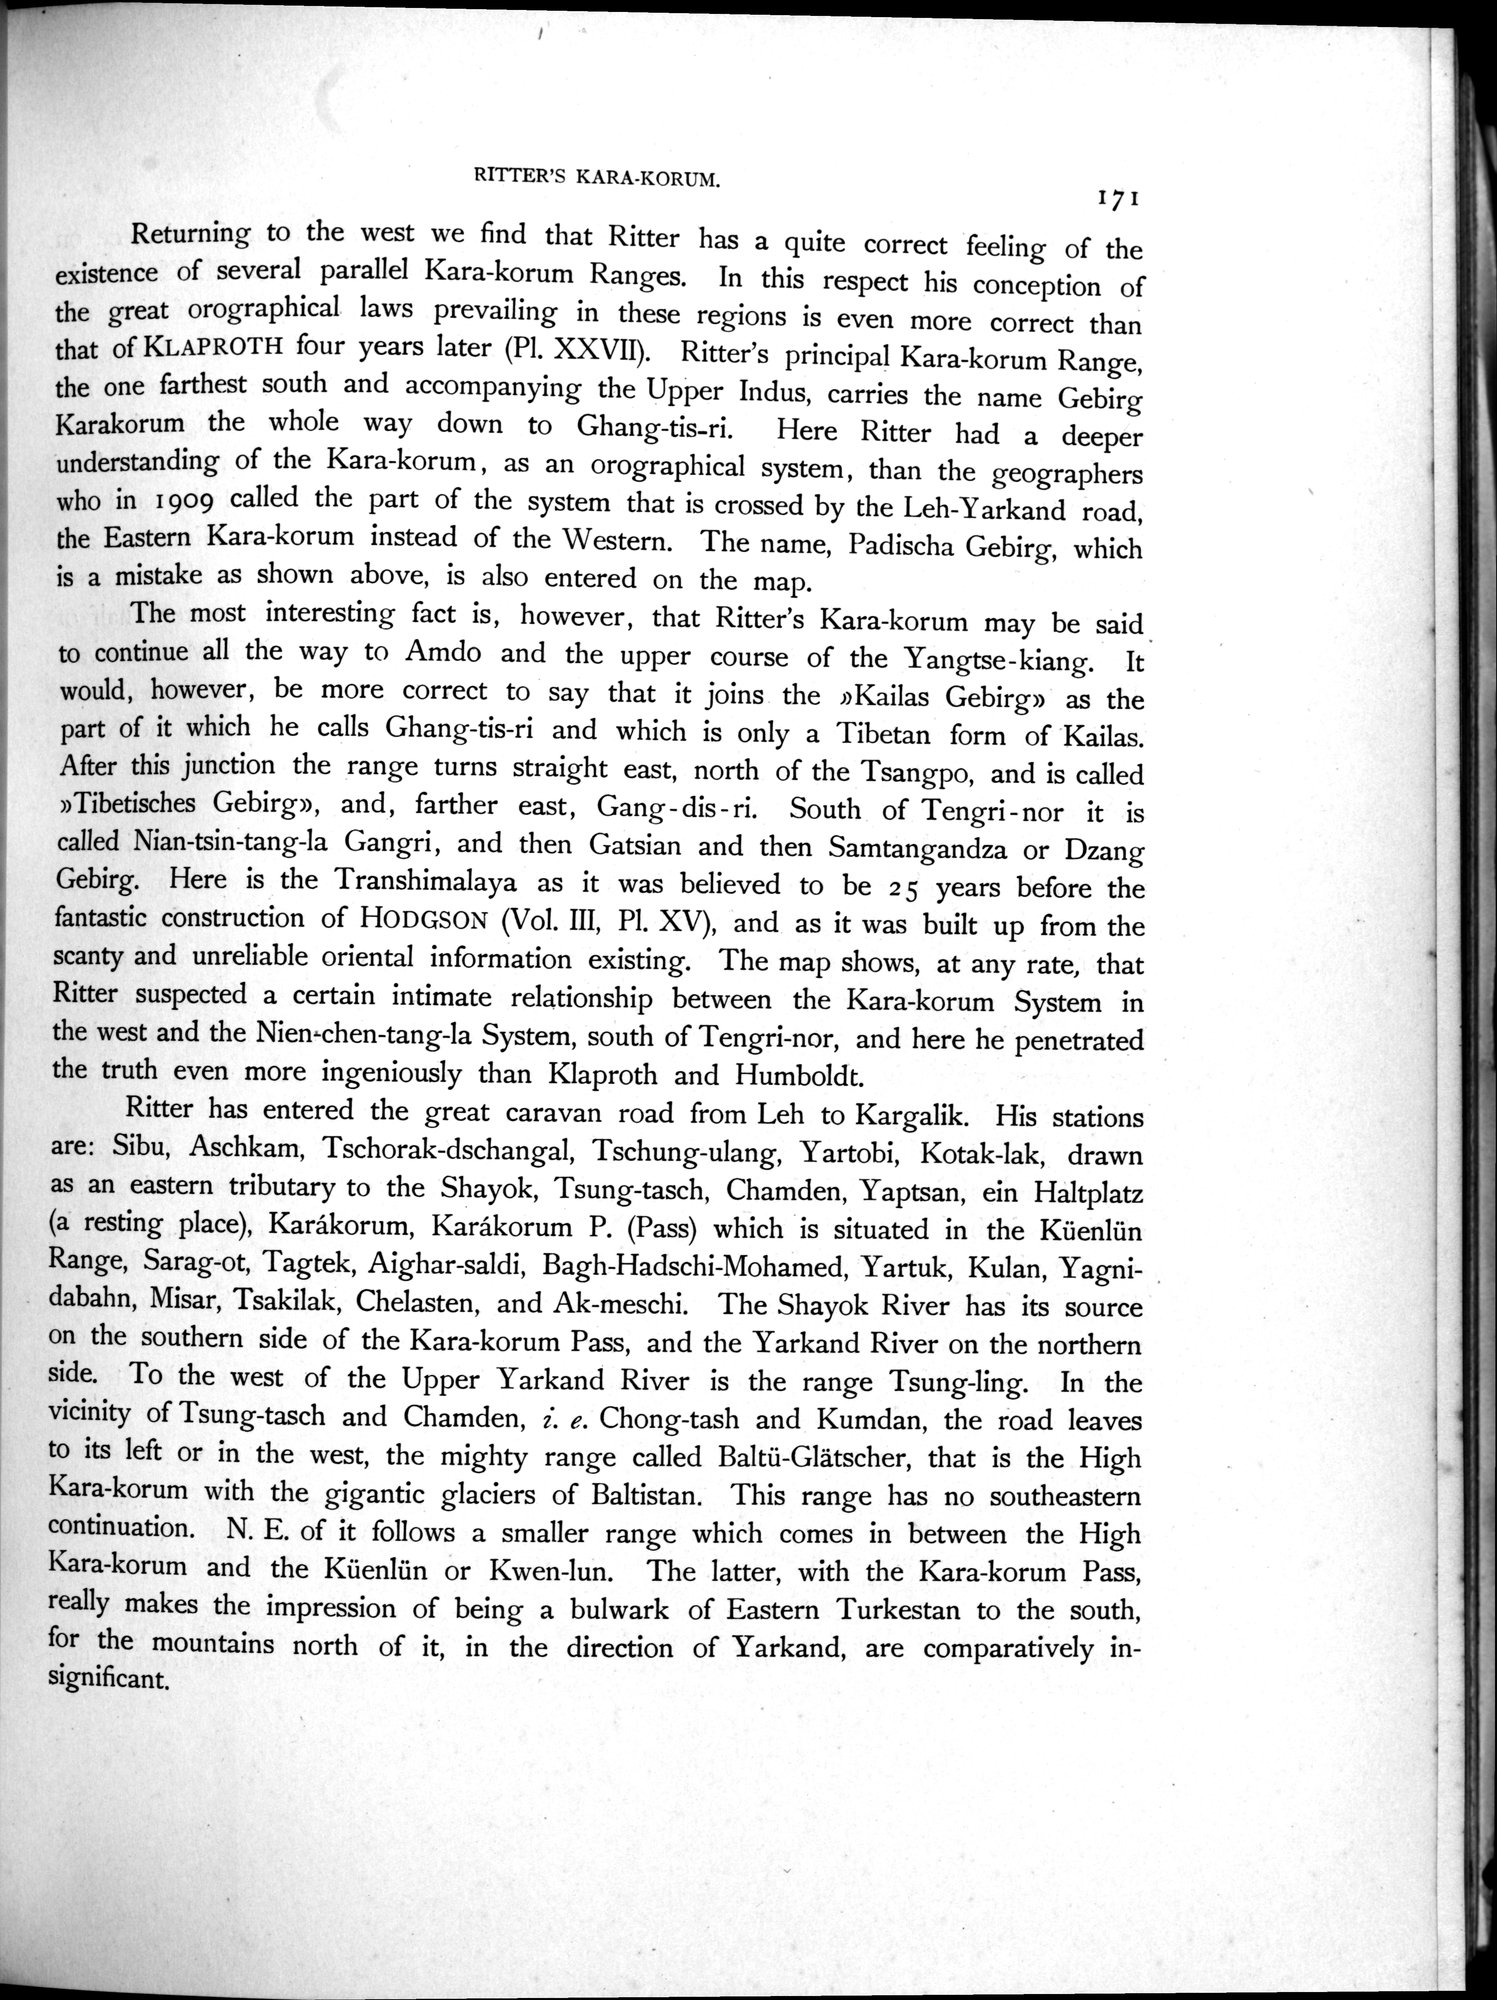 RITTER'S KARA-KORUM.
171
Returning to the west we find that Ritter has a quite correct feeling of the
existence of several parallel Kara-korum Ranges. In this respect his conception of
the great orographical laws prevailing in these regions is even more correct than
that of KLAPROTH four years later (Pl. XXVII). Ritter's principal Kara-korum Range,
the one farthest south and accompanying the Upper Indus, carries the name Gebirg
Karakorum the whole way down to Ghang-tis-ri. Here Ritter had a deeper
understanding of the Kara-korum, as an orographical system, than the geographers
who in 1909 called the part of the system that is crossed by the Leh-Yarkand road,
the Eastern Kara-korum instead of the Western. The name, Padischa Gebirg, which
is a mistake as shown above, is also entered on the map.
The most interesting fact is, however, that Ritter's Kara-korum may be said
to continue all the way to Amdo and the upper course of the Yangtse-kiang. It
would, however, be more correct to say that it joins the »Kailas Gebirg» as the
part of it which he calls Ghang-tis-ri and which is only a Tibetan form of Kailas.
After this junction the range turns straight east, north of the Tsangpo, and is called
»Tibetisches Gebirg», and, farther east, Gang-dis-ri. South of Tengri-nor it is
called Nian-tsin-tang-la Gangri, and then Gatsian and then Samtangandza or Dzang
Gebirg. Here is the Transhimalaya as it was believed to be 25 years before the
fantastic construction of HODGSON (Vol. III, Pl. XV), and as it was built up from the
scanty and unreliable oriental information existing. The map shows, at any rate, that
Ritter suspected a certain intimate relationship between the Kara-korum System in
the west and the Nien-chen-tang-la System, south of Tengri-nor, and here he penetrated
the truth even more ingeniously than Klaproth and Humboldt.
Ritter has entered the great caravan road from Leh to Kargalik. His stations
are: Sibu, Aschkam, Tschorak-dschangal, Tschung-ulang, Yartobi, Kotak-lak, drawn
as an eastern tributary to the Shayok, Tsung-tasch, Chamden, Yaptsan, ein Haltplatz
(a resting place), Karákorum, Karákorum P. (Pass) which is situated in the Küenlün
Range, Sarag-ot, Tagtek, Aighar-saldi, Bagh-Hadschi-Mohamed, Yartuk, Kulan, Yagni-
dabahn, Misar, Tsakilak, Chelasten, and Ak-meschi. The Shayok River has its source
on the southern side of the Kara-korum Pass, and the Yarkand River on the northern
side. To the west of the Upper Yarkand River is the range Tsung-ling. In the
vicinity of Tsung-tasch and Chamden, i. e. Chong-tash and Kumdan, the road leaves
to its left or in the west, the mighty range called Baltü-Glätscher, that is the High
Kara-korum with the gigantic glaciers of Baltistan. This range has no southeastern
continuation. N. E. of it follows a smaller range which comes in between the High
Kara-korum and the Küenlün or Kwen-lun. The latter, with the Kara-korum Pass,
really makes the impression of being a bulwark of Eastern Turkestan to the south,
for the mountains north of it, in the direction of Yarkand, are comparatively in-
significant.